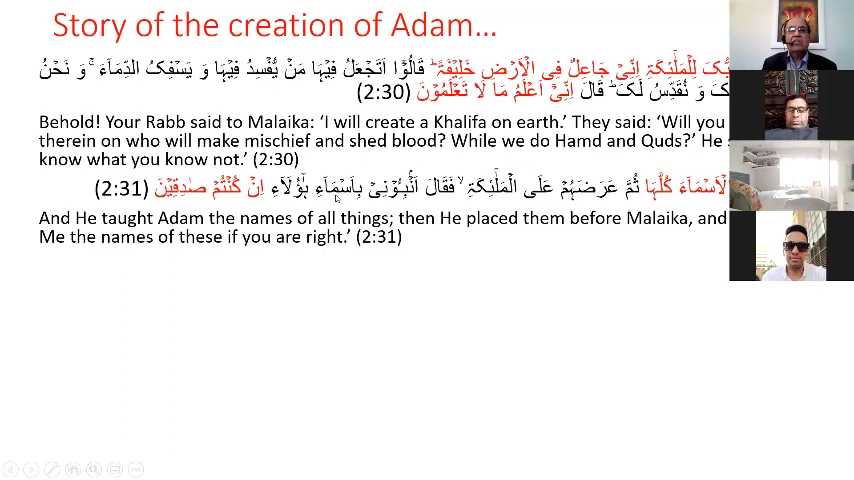 Story of the creation of Adam...
بُّکَ لِلۡمَلٰٓئِکَۃِ اِنِّیۡ جَاعِلٌ فِی الۡاَرۡضِ خَلِیۡفَۃً ؕ قَالُوۡۤا اَتَجۡعَلُ فِیۡہَا مَنۡ یُّفۡسِدُ فِیۡہَا وَ یَسۡفِکُ الدِّمَآءَ ۚ وَ نَحۡنُ
کَ وَ نُقَدِّسُ لَکَ ؕ قَالَ اِنِّیۡۤ اَعۡلَمُ مَا لَا تَعۡلَمُوۡنَ (2:30)
Behold! Your Rabb said to Malaika: ‘I will create a Khalifa on earth.’ They said: ‘Will you
therein on who will make mischief and shed blood? While we do Hamd and Quds?’ He
know what you know not.’ (2:30)
لۡاَسۡمَآءَ کُلَّہَا ثُمَّ عَرَضَہُمۡ عَلَی الۡمَلٰٓئِکَۃِ ۙ فَقَالَ اَنۡۢبِـُٔوۡنِیۡ بِاَسۡمَآءِ ہٰۤؤُلَآءِ اِنۡ کُنۡتُمۡ صٰدِقِیۡنَ (2:31)
And He taught Adam the names of all things; then He placed them before Malaika, and
Me the names of these if you are right.’ (2:31)